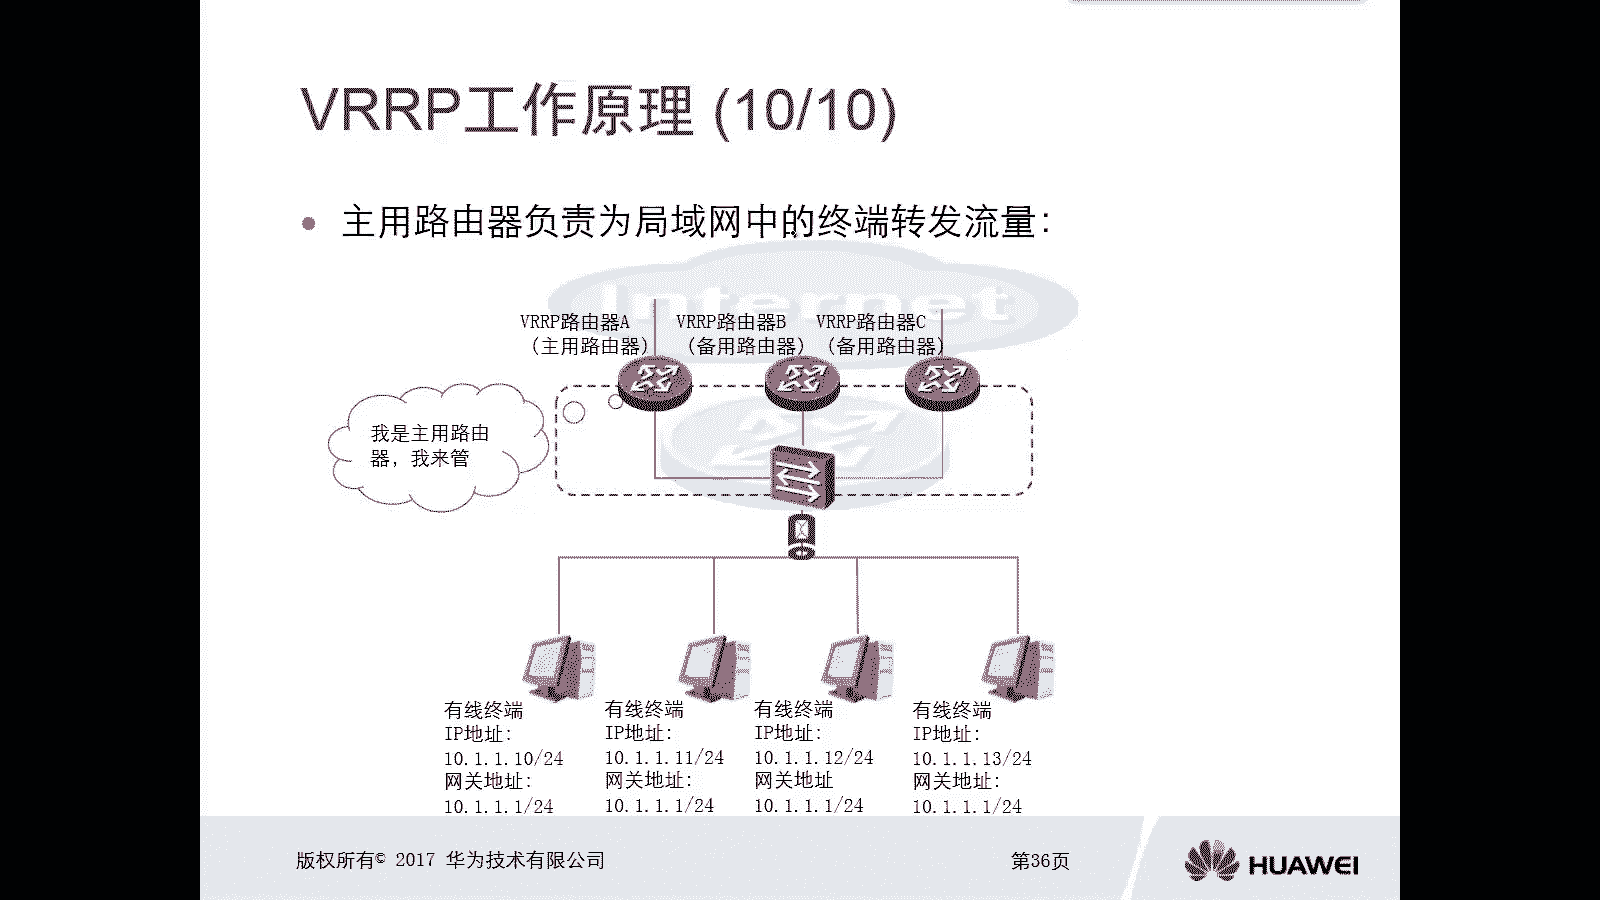 VRRP工作原理 (10/10)
主用路由器负责为局域网中的终端转发流量：
Internet
VRRP路由器A
（主用路由器）
VRRP路由器B
（备用路由器）
VRRP路由器C
（备用路由器）
我是主用路由
器，我来管
有线终端
IP地址：
10.1.1.10/24
网关地址：
10.1.1.1/24
有线终端
IP地址：
10.1.1.11/24
网关地址：
10.1.1.1/24
有线终端
IP地址：
10.1.1.12/24
网关地址
10.1.1.1/24
有线终端
IP地址：
10.1.1.13/24
网关地址：
10.1.1.1/24
版权所有© 2017 华为技术有限公司
第36页
HUAWEI